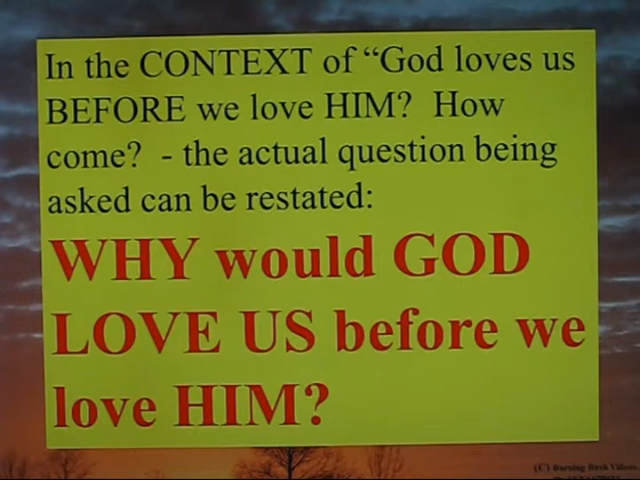 In the CONTEXT of “God loves us
BEFORE we love HIM?  How
come?  - the actual question being
asked can be restated:
WHY would GOD
LOVE US before we
love HIM?
(C) Burning Bush Videos